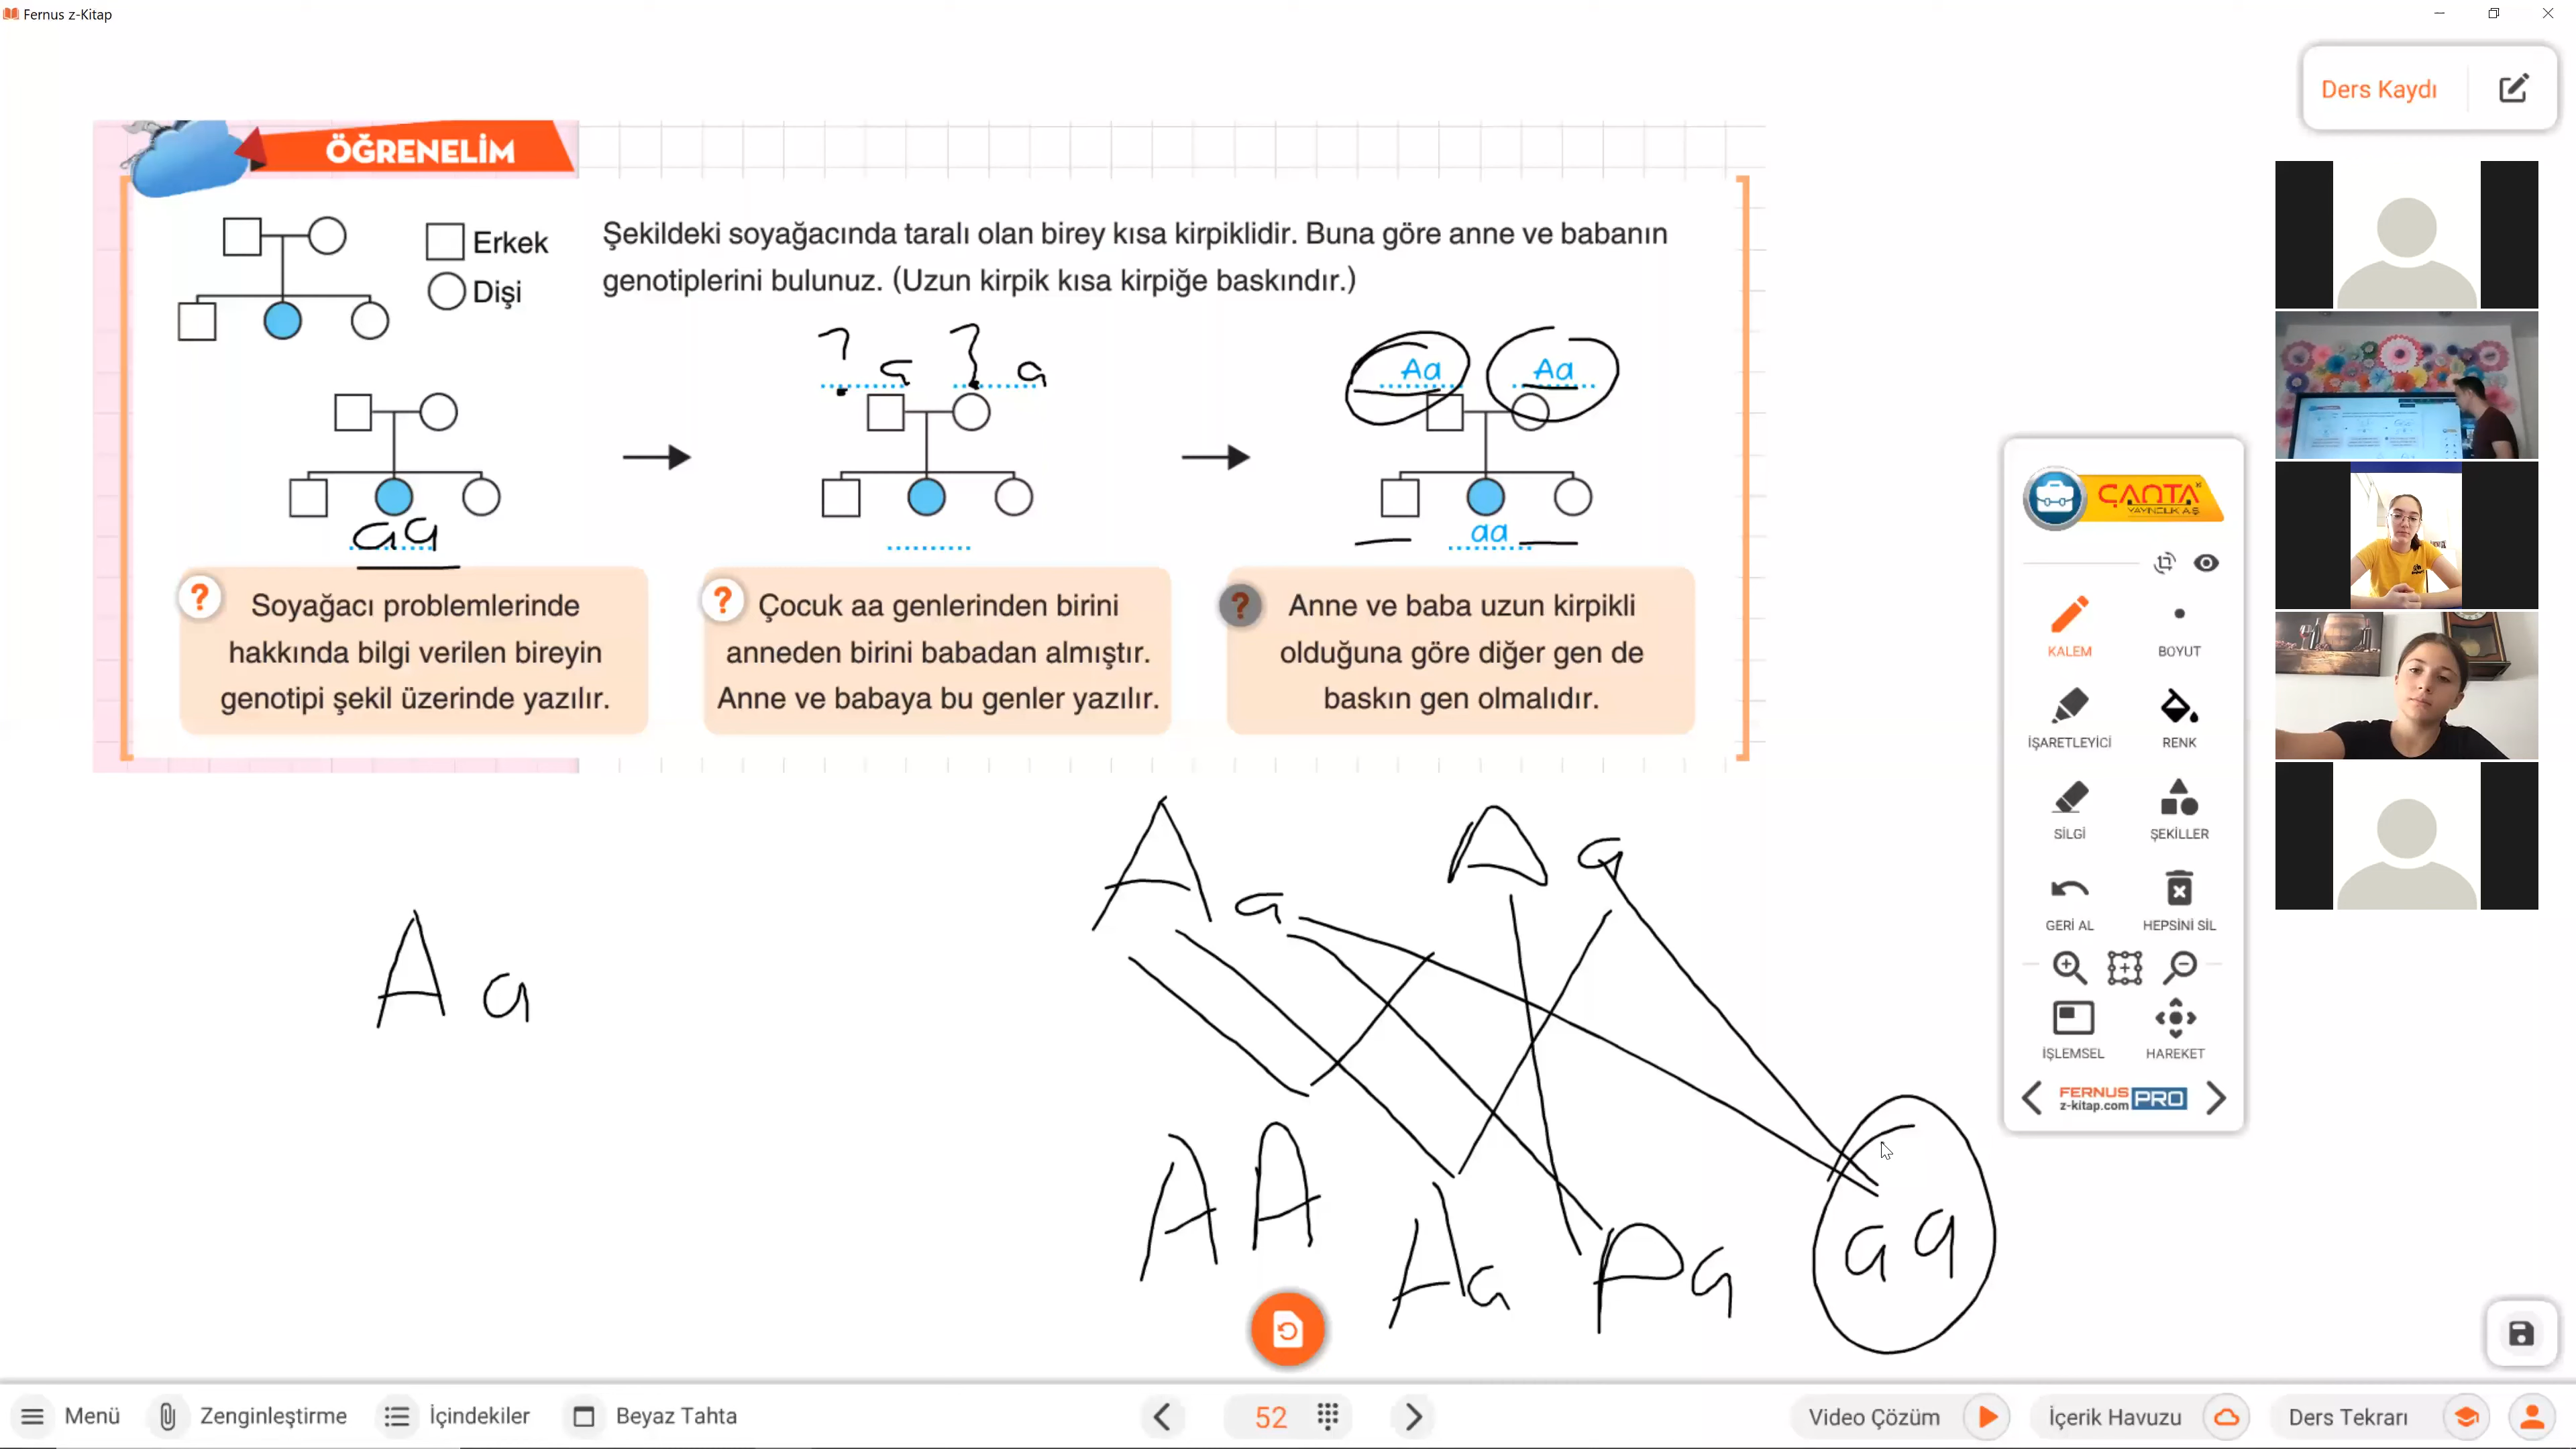 Fernus z-Kitap
Ders Kaydı
ÖĞRENELİM
Erkek
Dişi
Şekildeki soyağacında taralı olan birey kısa kirpiklidir. Buna göre anne ve babanın
genotiplerini bulunuz. (Uzun kirpik kısa kirpiğe baskındır.)
? a ? a
Aa Aa
aa
aa
? Soyağacı problemlerinde
hakkında bilgi verilen bireyin
genotipi şekil üzerinde yazılır.
? Çocuk aa genlerinden birini
anneden birini babadan almıştır.
Anne ve babaya bu genler yazılır.
? Anne ve baba uzun kirpikli
olduğuna göre diğer gen de
baskın gen olmalıdır.
A a A a
A a
AA Aa Aa aa
ÇANTA
YAYINCILIK A.Ş.
KALEM BOYUT
İŞARETLEYİCİ RENK
SİLGİ ŞEKİLLER
GERİ AL HEPSİNİ SİL
İŞLEMSEL HAREKET
FERNUS PRO
z-kitap.com
Menü Zenginleştirme İçindekiler Beyaz Tahta 52 Video Çözüm İçerik Havuzu Ders Tekrarı